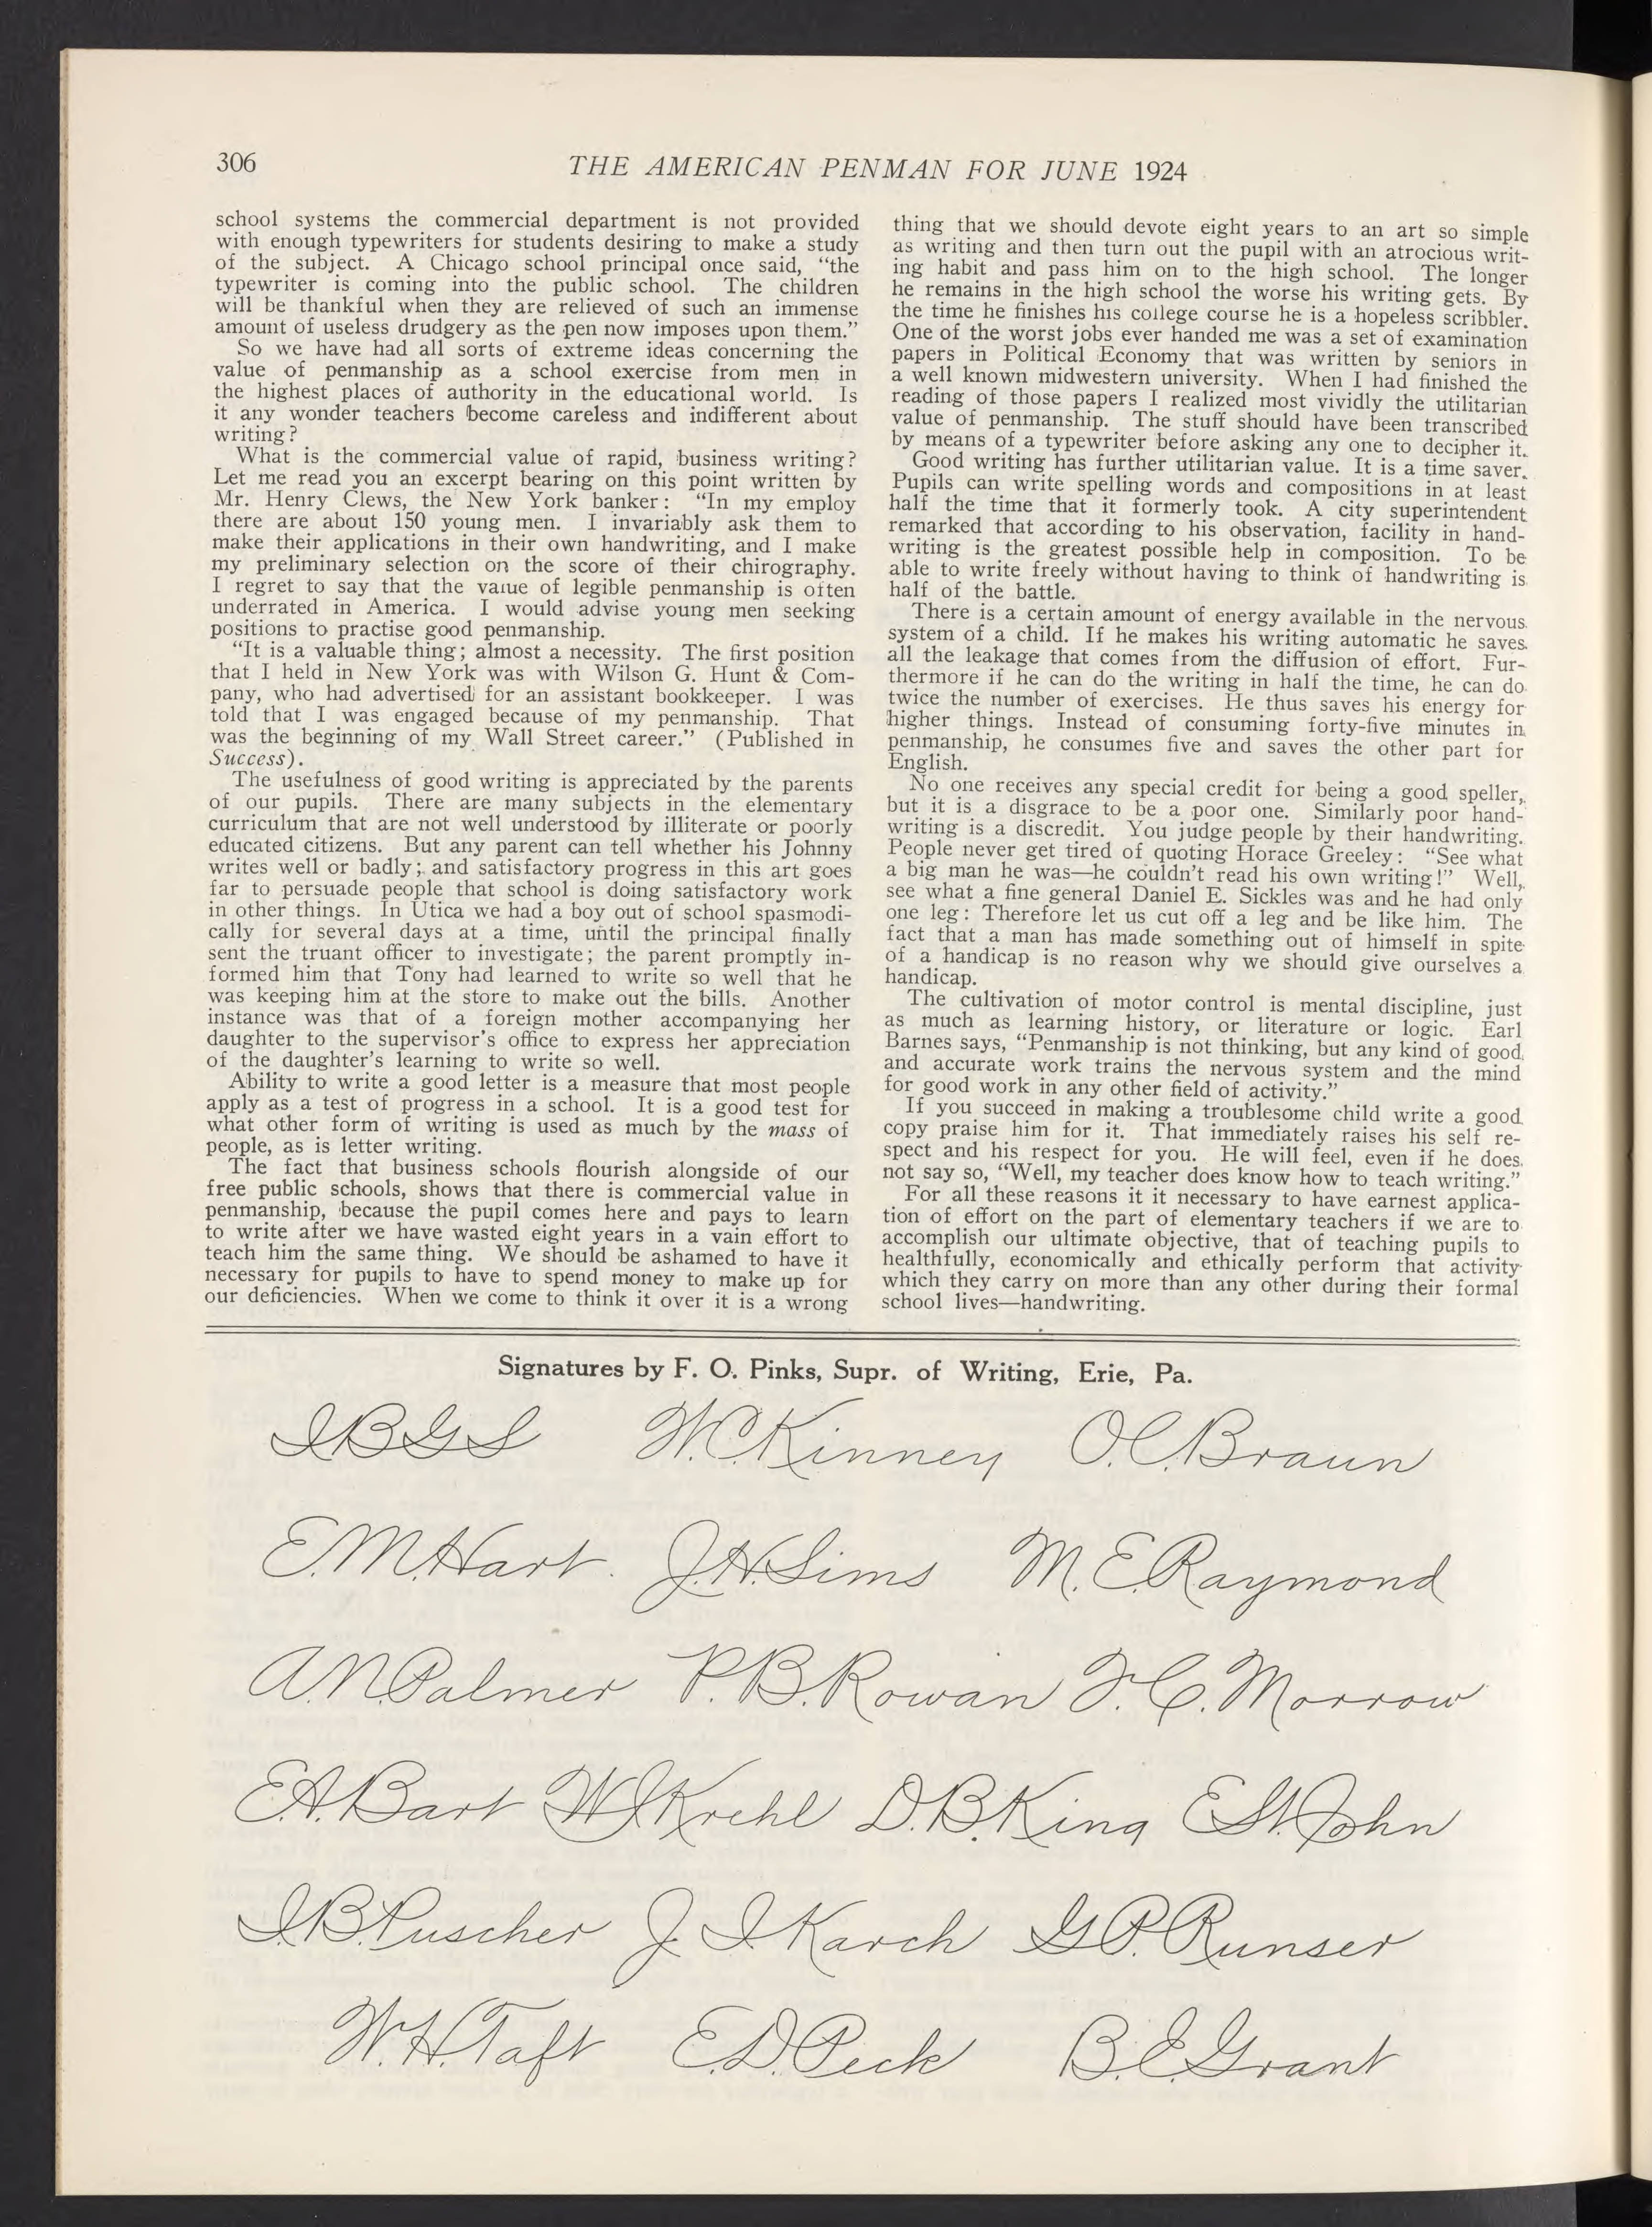 306
THE AMERICAN PENMAN FOR JUNE 1924
school systems the commercial department is not provided
with enough typewriters for students desiring to make a study
of the subject. A Chicago school principal once said, “the
typewriter is coming into the public school. The children
will be thankful when they are relieved of such an immense
amount of useless drudgery as the pen now imposes upon them.”
So we have had all sorts of extreme ideas concerning the
value of penmanship as a school exercise from men in
the highest places of authority in the educational world. Is
it any wonder teachers become careless and indifferent about
writing?
What is the commercial value of rapid, business writing?
Let me read you an excerpt bearing on this point written by
Mr. Henry Clews, the New York banker: “In my employ
there are about 150 young men. I invariably ask them to
make their applications in their own handwriting, and I make
my preliminary selection on the score of their chirography.
I regret to say that the value of legible penmanship is often
underrated in America. I would advise young men seeking
positions to practise good penmanship.
“It is a valuable thing; almost a necessity. The first position
that I held in New York was with Wilson G. Hunt & Com-
pany, who had advertised for an assistant bookkeeper. I was
told that I was engaged because of my penmanship. That
was the beginning of my Wall Street career.” (Published in
Success).
The usefulness of good writing is appreciated by the parents
of our pupils. There are many subjects in the elementary
curriculum that are not well understood by illiterate or poorly
educated citizens. But any parent can tell whether his Johnny
writes well or badly; and satisfactory progress in this art goes
far to persuade people that school is doing satisfactory work
in other things. In Utica we had a boy out of school spasmodi-
cally for several days at a time, until the principal finally
sent the truant officer to investigate; the parent promptly in-
formed him that Tony had learned to write so well that he
was keeping him at the store to make out the bills. Another
instance was that of a foreign mother accompanying her
daughter to the supervisor’s office to express her appreciation
of the daughter’s learning to write so well.
Ability to write a good letter is a measure that most people
apply as a test of progress in a school. It is a good test for
what other form of writing is used as much by the mass of
people, as is letter writing.
The fact that business schools flourish alongside of our
free public schools, shows that there is commercial value in
penmanship, because the pupil comes here and pays to learn
to write after we have wasted eight years in a vain effort to
teach him the same thing. We should be ashamed to have it
necessary for pupils to have to spend money to make up for
our deficiencies. When we come to think it over it is a wrong
thing that we should devote eight years to an art so simple
as writing and then turn out the pupil with an atrocious writ-
ing habit and pass him on to the high school. The longer
he remains in the high school the worse his writing gets. By
the time he finishes his college course he is a hopeless scribbler.
One of the worst jobs ever handed me was a set of examination
papers in Political Economy that was written by seniors in
a well known midwestern university. When I had finished the
reading of those papers I realized most vividly the utilitarian
value of penmanship. The stuff should have been transcribed
by means of a typewriter before asking any one to decipher it.
Good writing has further utilitarian value. It is a time saver.
Pupils can write spelling words and compositions in at least
half the time that it formerly took. A city superintendent
remarked that according to his observation, facility in hand-
writing is the greatest possible help in composition. To be
able to write freely without having to think of handwriting is
half of the battle.
There is a certain amount of energy available in the nervous
system of a child. If he makes his writing automatic he saves
all the leakage that comes from the diffusion of effort. Fur-
thermore if he can do the writing in half the time, he can do
twice the number of exercises. He thus saves his energy for
higher things. Instead of consuming forty-five minutes in
penmanship, he consumes five and saves the other part for
English.
No one receives any special credit for being a good speller,
but it is a disgrace to be a poor one. Similarly poor hand-
writing is a discredit. You judge people by their handwriting.
People never get tired of quoting Horace Greeley: “See what
a big man he was—he couldn’t read his own writing!” Well,
see what a fine general Daniel E. Sickles was and he had only
one leg: Therefore let us cut off a leg and be like him. The
fact that a man has made something out of himself in spite
of a handicap is no reason why we should give ourselves a
handicap.
The cultivation of motor control is mental discipline, just
as much as learning history, or literature or logic. Earl
Barnes says, “Penmanship is not thinking, but any kind of good
and accurate work trains the nervous system and the mind
for good work in any other field of activity.”
If you succeed in making a troublesome child write a good
copy praise him for it. That immediately raises his self re-
spect and his respect for you. He will feel, even if he does
not say so, “Well, my teacher does know how to teach writing.”
For all these reasons it it necessary to have earnest applica-
tion of effort on the part of elementary teachers if we are to
accomplish our ultimate objective, that of teaching pupils to
healthfully, economically and ethically perform that activity
which they carry on more than any other during their formal
school lives—handwriting.
Signatures by F. O. Pinks, Supr. of Writing, Erie, Pa.
I B G S W. C. Kinney O. C. Braun
E. M. Hart. J. H. Sims M. E. Raymond
A. N. Palmer P. B. Rowan F. C. Morrow
E. A. Bart W J Krehl D. B. King E St. John
I. B. Puscher J I Karch G P. Runser
W. H. Taft E. D. Peck B. E. Grant